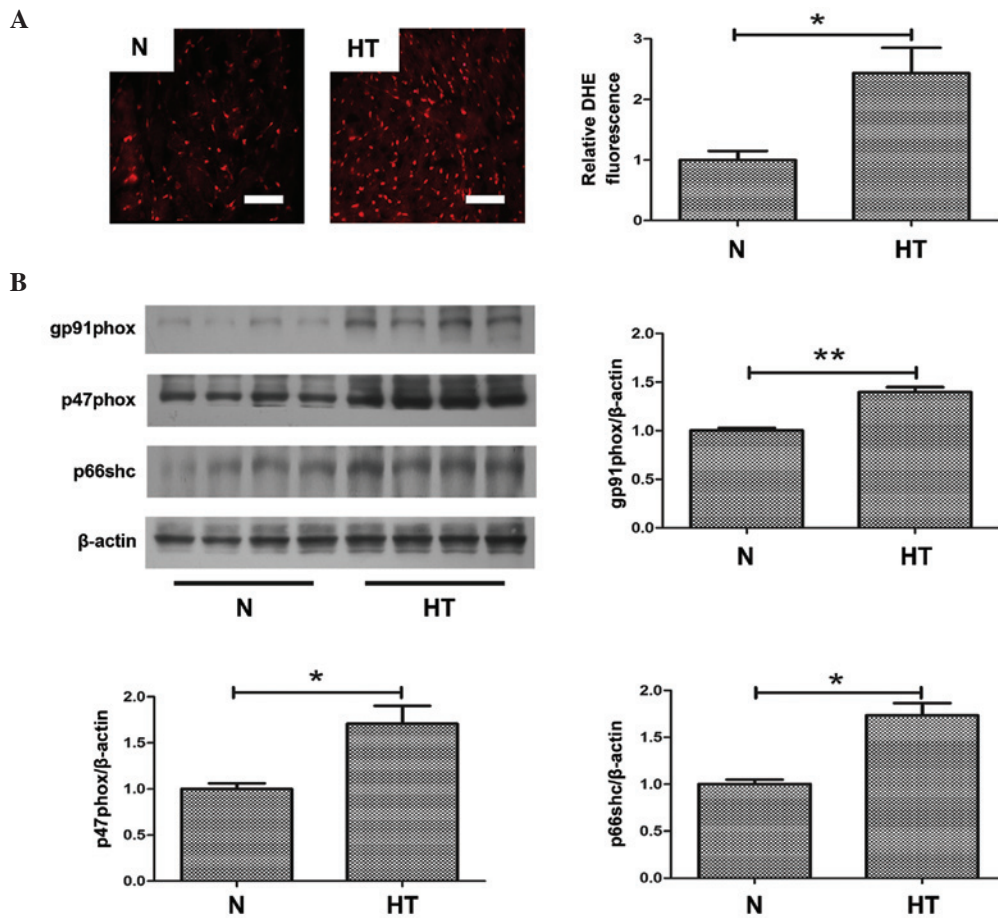 A
N
HT
Relative DHE
fluorescence
3
2
1
0
*
N
HT
B
gp91phox
p47phox
p66shc
β-actin
N
HT
gp91phox/β-actin
2.0
1.5
1.0
0.5
0.0
**
N
HT
p47phox/β-actin
2.0
1.5
1.0
0.5
0.0
*
N
HT
p66shc/β-actin
2.0
1.5
1.0
0.5
0.0
*
N
HT